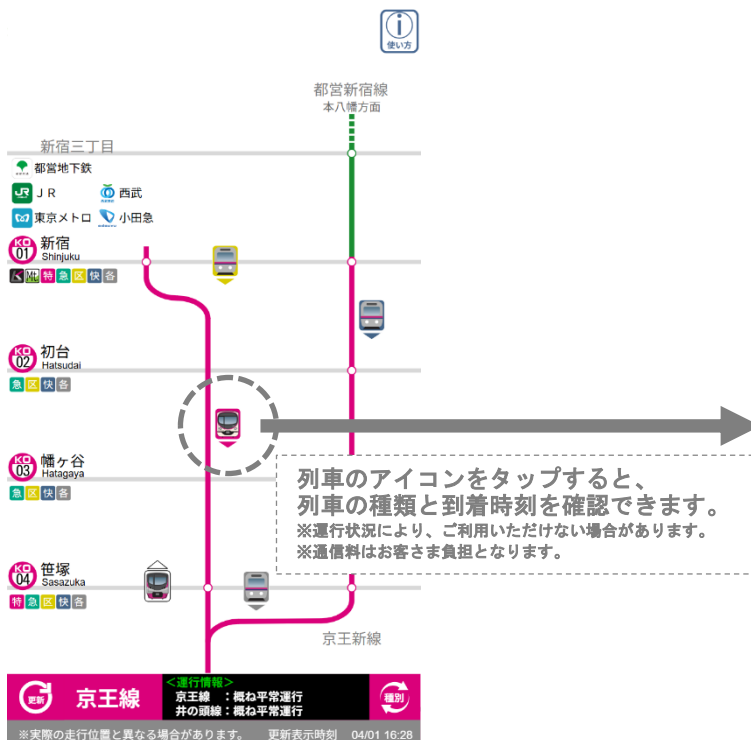 使い方
都営新宿線
本八幡方面
新宿三丁目
都営地下鉄
JR 西武
東京メトロ 小田急
KO 01 新宿
Shinjuku
K Mt 特 急 区 快 各
KO 02 初台
Hatsudai
急 区 快 各
KO 03 幡ヶ谷
Hatagaya
急 区 快 各
列車のアイコンをタップすると、
列車の種類と到着時刻を確認できます。
※運行状況により、ご利用いただけない場合があります。
※通信料はお客さま負担となります。
KO 04 笹塚
Sasazuka
特 急 区 快 各
京王新線
<運行情報>
更新 京王線 京王線 :概ね平常運行 種別
井の頭線:概ね平常運行
※実際の走行位置と異なる場合があります。 更新表示時刻 04/01 16:28